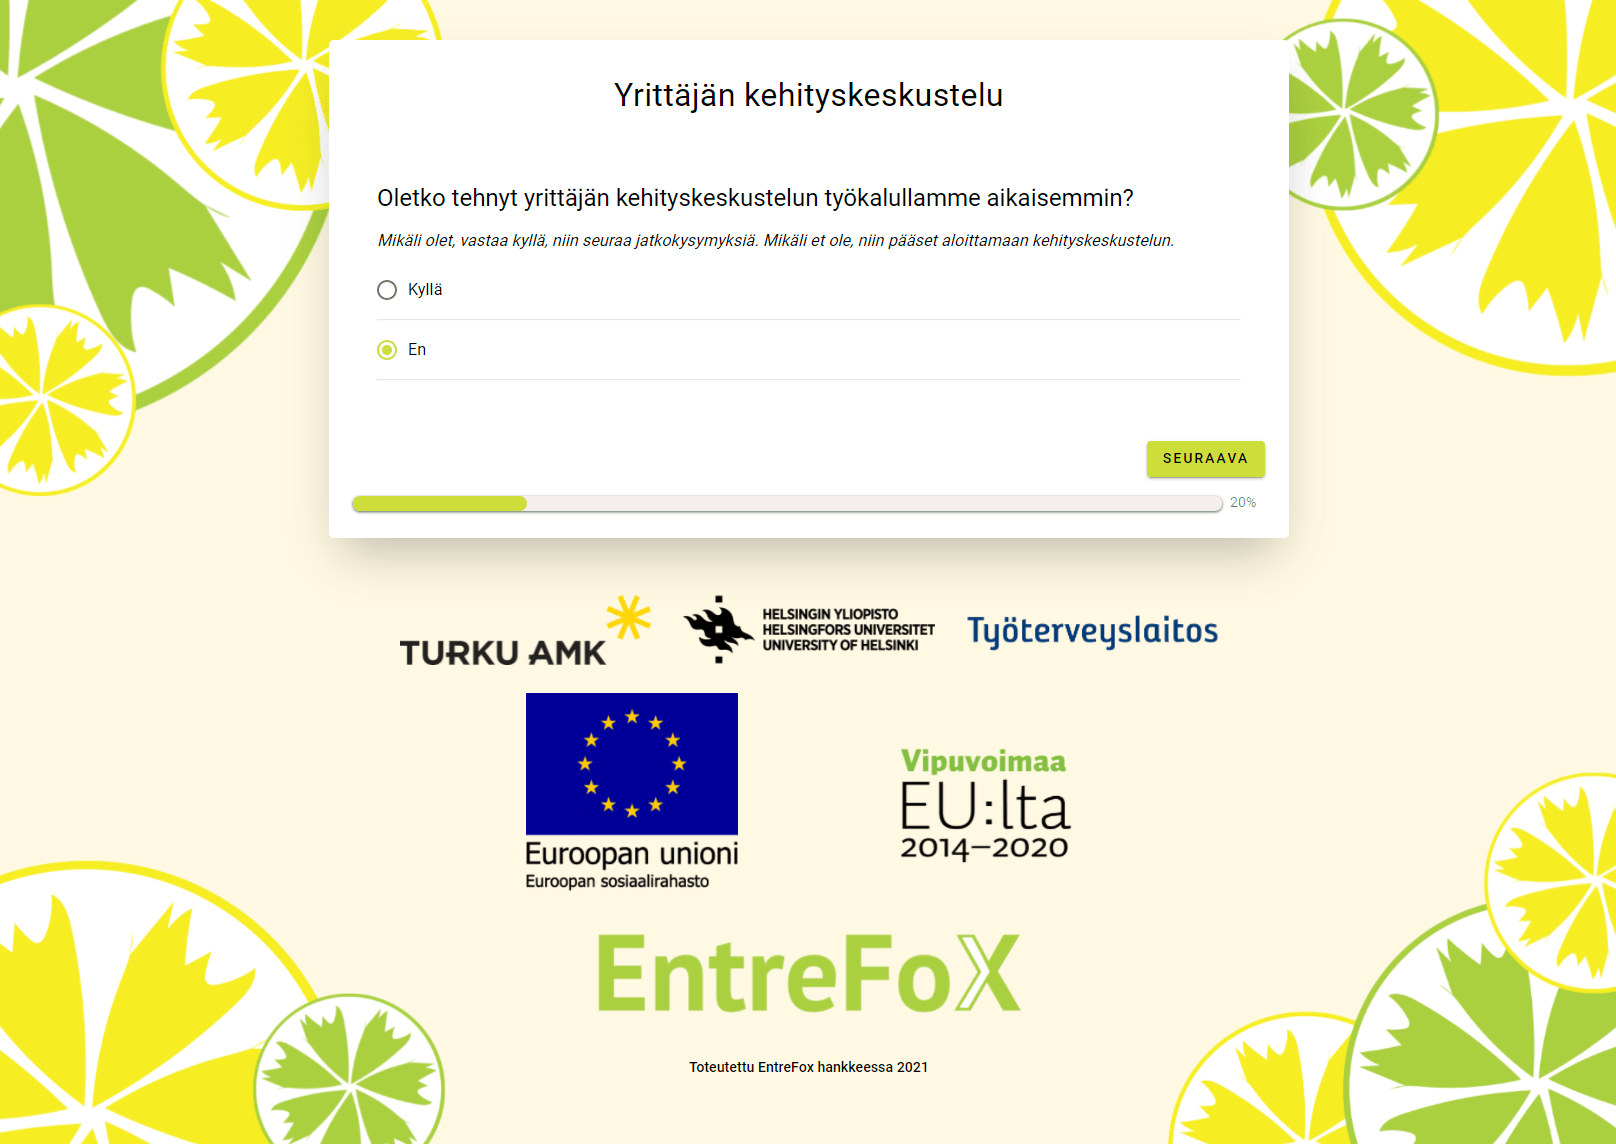 Yrittäjän kehityskeskustelu
Oletko tehnyt yrittäjän kehityskeskustelun työkalullamme aikaisemmin?
Mikäli olet, vastaa kyllä, niin seuraa jatkokysymyksiä. Mikäli et ole, niin pääset aloittamaan kehityskeskustelun.
Kyllä
En
SEURAAVA
20%
TURKU AMK
HELSINGIN YLIOPISTO
HELSINGFORS UNIVERSITET
UNIVERSITY OF HELSINKI
Työterveyslaitos
Euroopan unioni
Euroopan sosiaalirahasto
Vipuvoimaa
EU:lta
2014–2020
EntreFoX
Toteutettu EntreFox hankkeessa 2021